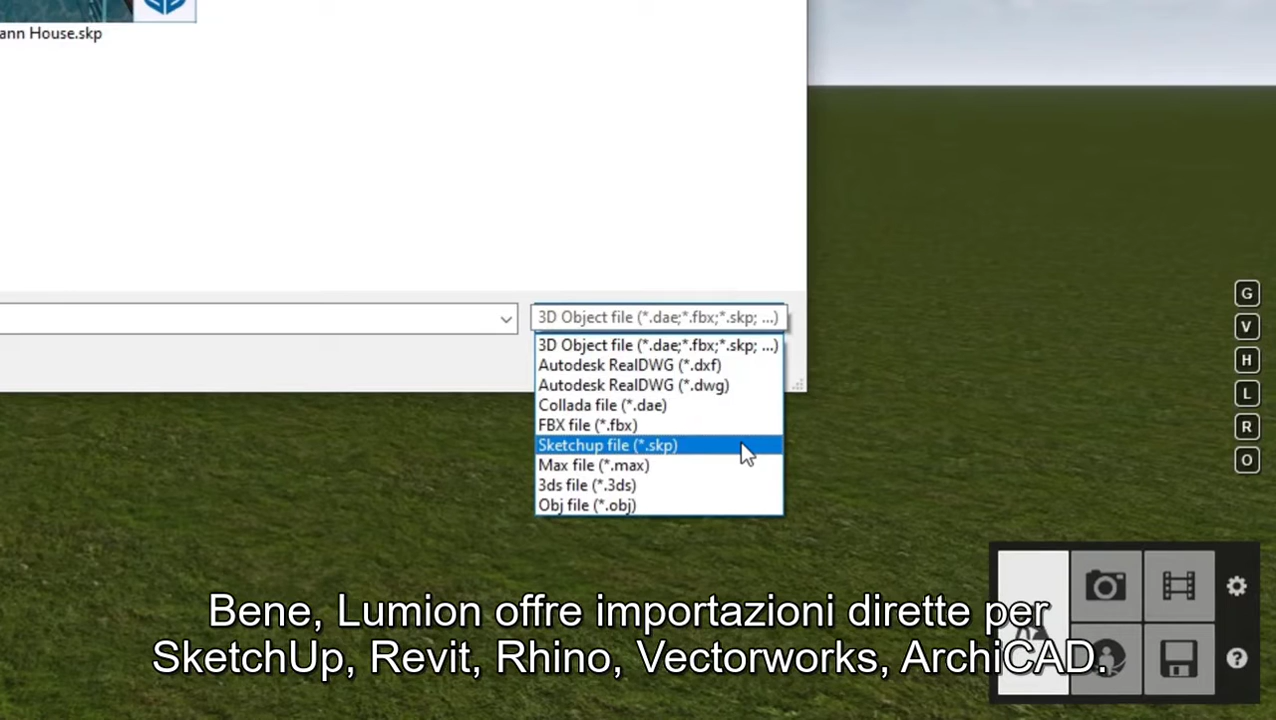 ann House.skp
3D Object file (*.dae;*.fbx;*.skp; ...)
3D Object file (*.dae;*.fbx;*.skp; ...)
Autodesk RealDWG (*.dxf)
Autodesk RealDWG (*.dwg)
Collada file (*.dae)
FBX file (*.fbx)
Sketchup file (*.skp)
Max file (*.max)
3ds file (*.3ds)
Obj file (*.obj)
G
V
H
L
R
O
?
Bene, Lumion offre importazioni dirette per
SketchUp, Revit, Rhino, Vectorworks, ArchiCAD.